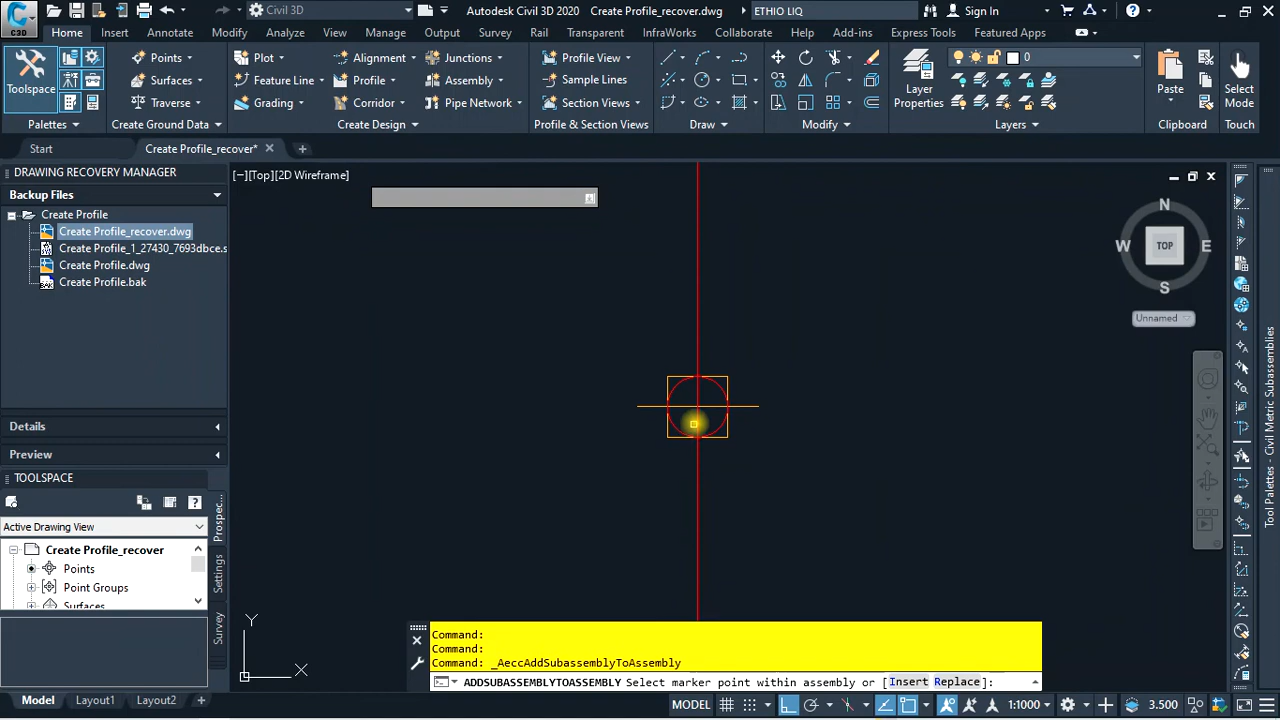 C3D Civil 3D Autodesk Civil 3D 2020 Create Profile_recover.dwg ETHIO LIQ Sign In
Home Insert Annotate Modify Analyze View Manage Output Survey Rail Transparent InfraWorks Collaborate Help Add-ins Express Tools Featured Apps
Points Plot Alignment Junctions Profile View
Surfaces Feature Line Profile Assembly Sample Lines
Toolspace Traverse Grading Corridor Pipe Network Section Views Layer Properties 0 Paste Select Mode
Palettes Create Ground Data Create Design Profile & Section Views Draw Modify Layers Clipboard Touch
Start Create Profile_recover*
DRAWING RECOVERY MANAGER
[−][Top][2D Wireframe]
Backup Files
Create Profile
Create Profile_recover.dwg
Create Profile_1_27430_7693dbce.s
Create Profile.dwg
Create Profile.bak
N
W TOP E
S
Unnamed
Tool Palettes - Civil Metric Subassemblies
Details
Preview
TOOLSPACE
Active Drawing View
Create Profile_recover
Points
Point Groups
Surfaces
Prospec...
Settings
Survey
Y
X
Command:
Command:
Command: _AeccAddSubassemblyToAssembly
ADDSUBASSEMBLYTOASSEMBLY Select marker point within assembly or [Insert Replace]:
Model Layout1 Layout2 MODEL 1:1000 3.500